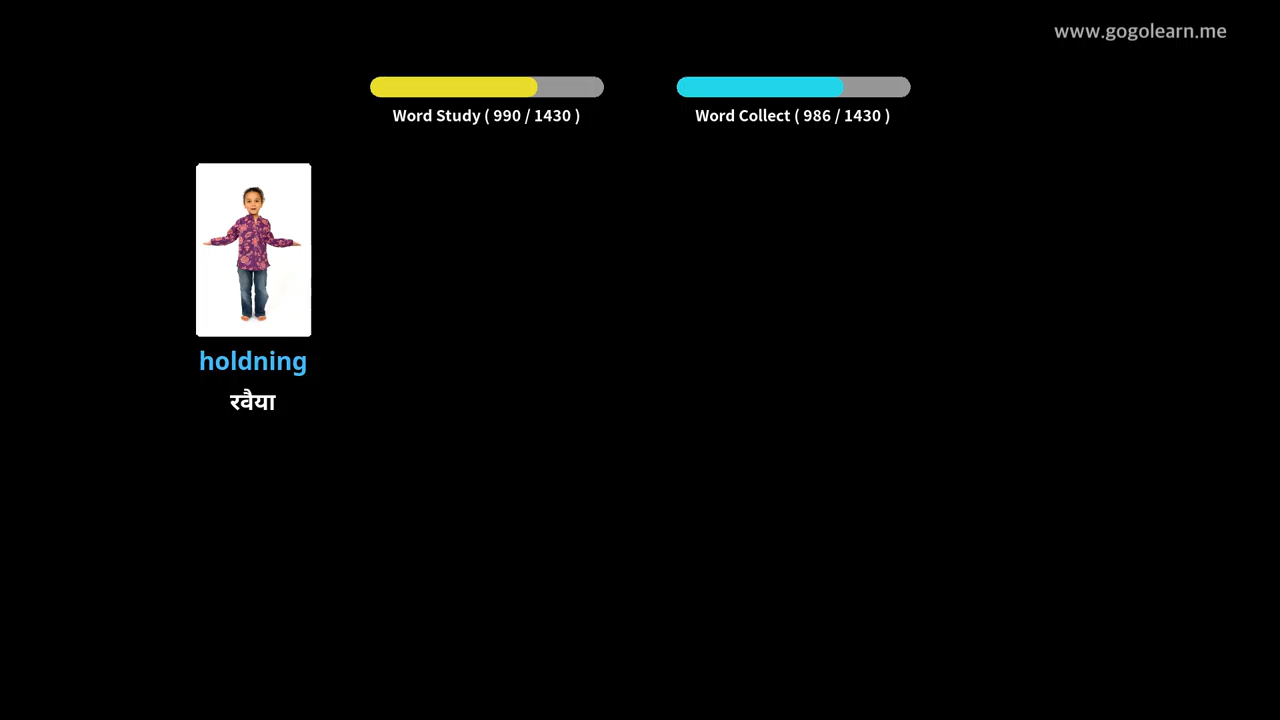 www.gogolearn.me
Word Study ( 990 / 1430 )
Word Collect ( 986 / 1430 )
holdning
रवैया